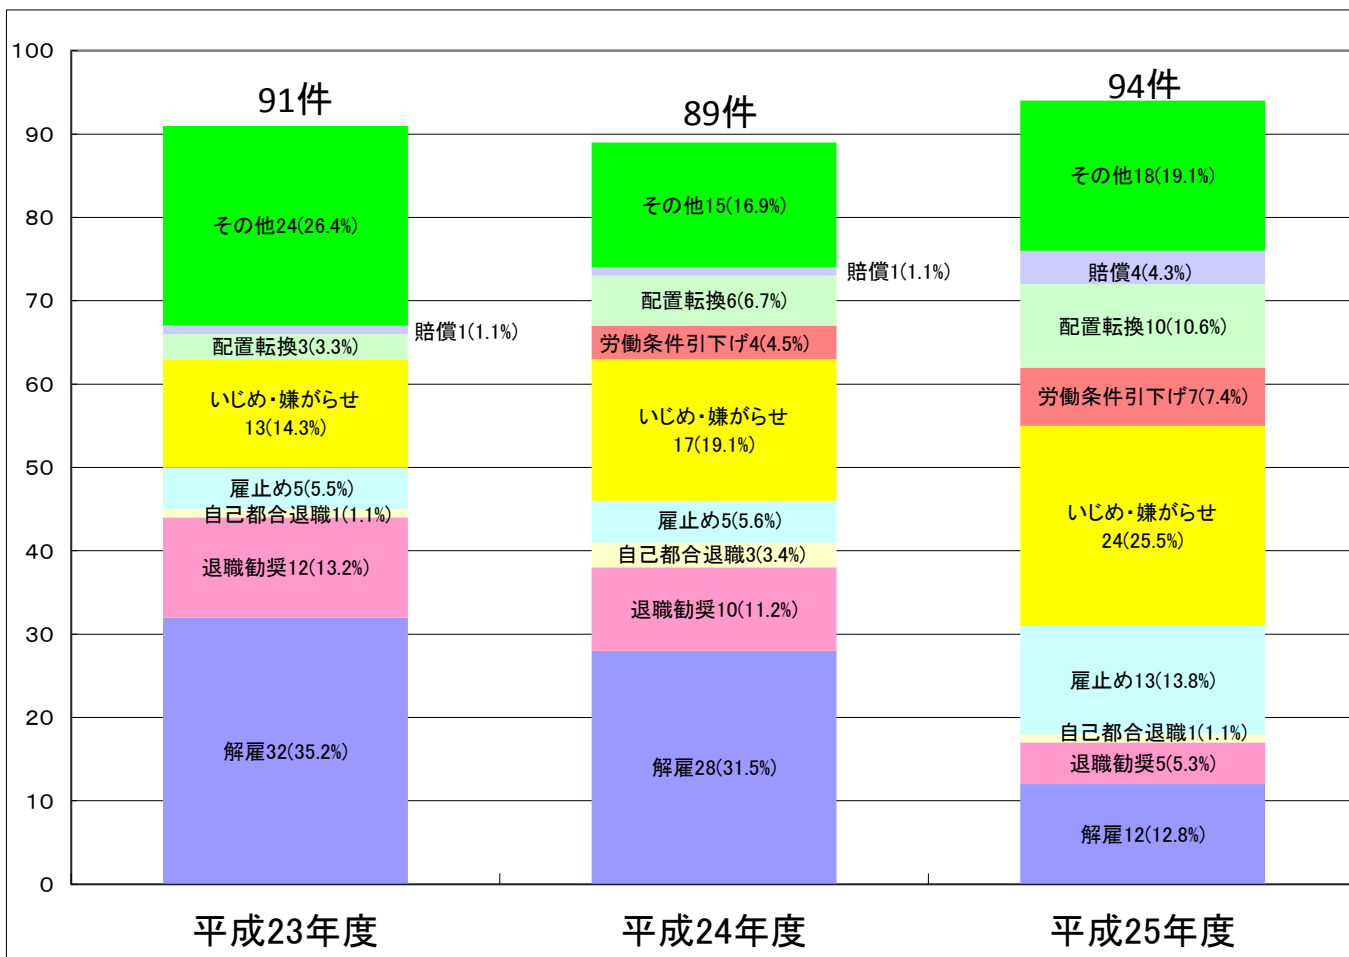 100
90
80
70
60
50
40
30
20
10
0
91件
その他24(26.4%)
賠償1(1.1%)
配置転換3(3.3%)
いじめ・嫌がらせ
13(14.3%)
雇止め5(5.5%)
自己都合退職1(1.1%)
退職勧奨12(13.2%)
解雇32(35.2%)
平成23年度
89件
その他15(16.9%)
賠償1(1.1%)
配置転換6(6.7%)
労働条件引下げ4(4.5%)
いじめ・嫌がらせ
17(19.1%)
雇止め5(5.6%)
自己都合退職3(3.4%)
退職勧奨10(11.2%)
解雇28(31.5%)
平成24年度
94件
その他18(19.1%)
賠償4(4.3%)
配置転換10(10.6%)
労働条件引下げ7(7.4%)
いじめ・嫌がらせ
24(25.5%)
雇止め13(13.8%)
自己都合退職1(1.1%)
退職勧奨5(5.3%)
解雇12(12.8%)
平成25年度